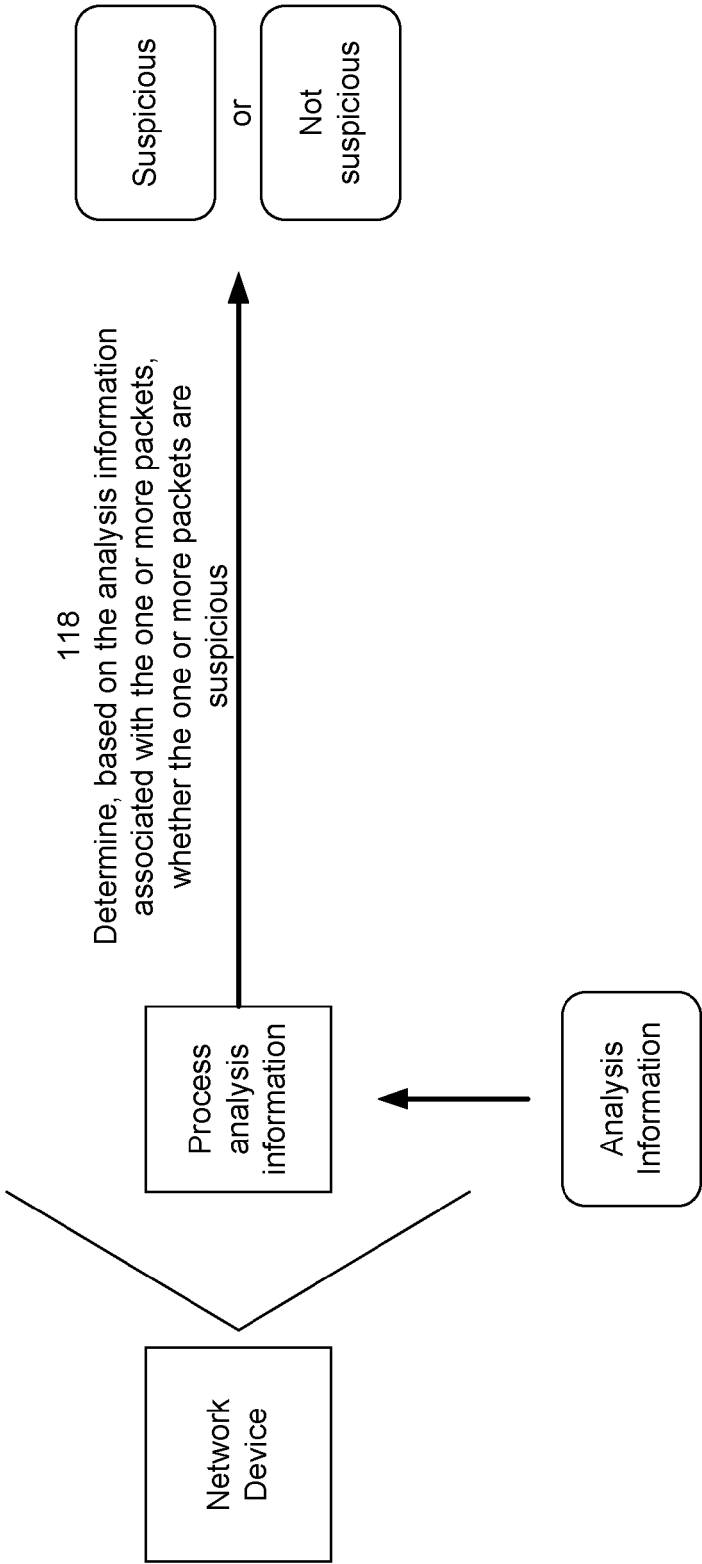 Network
Device
Process
analysis
information
Analysis
Information
118
Determine, based on the analysis information
associated with the one or more packets,
whether the one or more packets are
suspicious
Suspicious
or
Not
suspicious